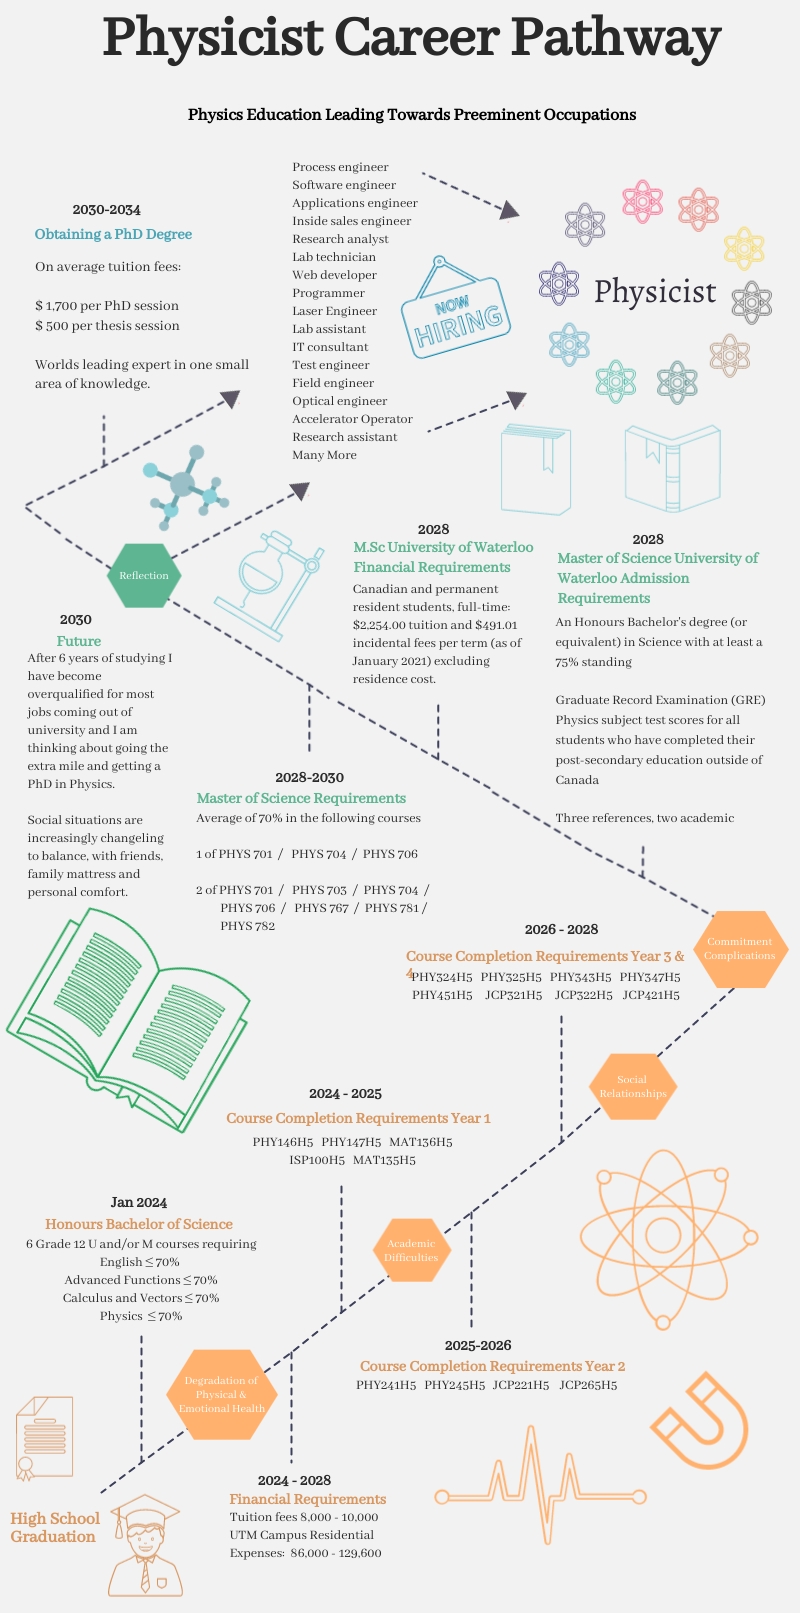 Physicist Career Pathway
Physics Education Leading Towards Preeminent Occupations
2030-2034
Obtaining a PhD Degree
On average tuition fees:
$ 1,700 per PhD session
$ 500 per thesis session
Worlds leading expert in one small
area of knowledge.
Process engineer
Software engineer
Applications engineer
Inside sales engineer
Research analyst
Lab technician
Web developer
Programmer
Laser Engineer
Lab assistant
IT consultant
Test engineer
Field engineer
Optical engineer
Accelerator Operator
Research assistant
Many More
NOW
HIRING
Physicist
Reflection
2030
Future
After 6 years of studying I
have become
overqualified for most
jobs coming out of
university and I am
thinking about going the
extra mile and getting a
PhD in Physics.
Social situations are
increasingly changeling
to balance, with friends,
family mattress and
personal comfort.
2028
M.Sc University of Waterloo
Financial Requirements
Canadian and permanent
resident students, full-time:
$2,254.00 tuition and $491.01
incidental fees per term (as of
January 2021) excluding
residence cost.
2028
Master of Science University of
Waterloo Admission
Requirements
An Honours Bachelor's degree (or
equivalent) in Science with at least a
75% standing
Graduate Record Examination (GRE)
Physics subject test scores for all
students who have completed their
post-secondary education outside of
Canada
Three references, two academic
2028-2030
Master of Science Requirements
Average of 70% in the following courses
1 of PHYS 701 / PHYS 704 / PHYS 706
2 of PHYS 701 / PHYS 703 / PHYS 704 /
PHYS 706 / PHYS 767 / PHYS 781 /
PHYS 782
Commitment
Complications
2026 - 2028
Course Completion Requirements Year 3 &
4
PHY324H5 PHY325H5 PHY343H5 PHY347H5
PHY451H5 JCP321H5 JCP322H5 JCP421H5
Social
Relationships
2024 - 2025
Course Completion Requirements Year 1
PHY146H5 PHY147H5 MAT136H5
ISP100H5 MAT135H5
Academic
Difficulties
Jan 2024
Honours Bachelor of Science
6 Grade 12 U and/or M courses requiring
English ≤ 70%
Advanced Functions ≤ 70%
Calculus and Vectors ≤ 70%
Physics ≤ 70%
2025-2026
Course Completion Requirements Year 2
PHY241H5 PHY245H5 JCP221H5 JCP265H5
Degradation of
Physical &
Emotional Health
2024 - 2028
Financial Requirements
Tuition fees 8,000 - 10,000
UTM Campus Residential
Expenses: 86,000 - 129,600
High School
Graduation